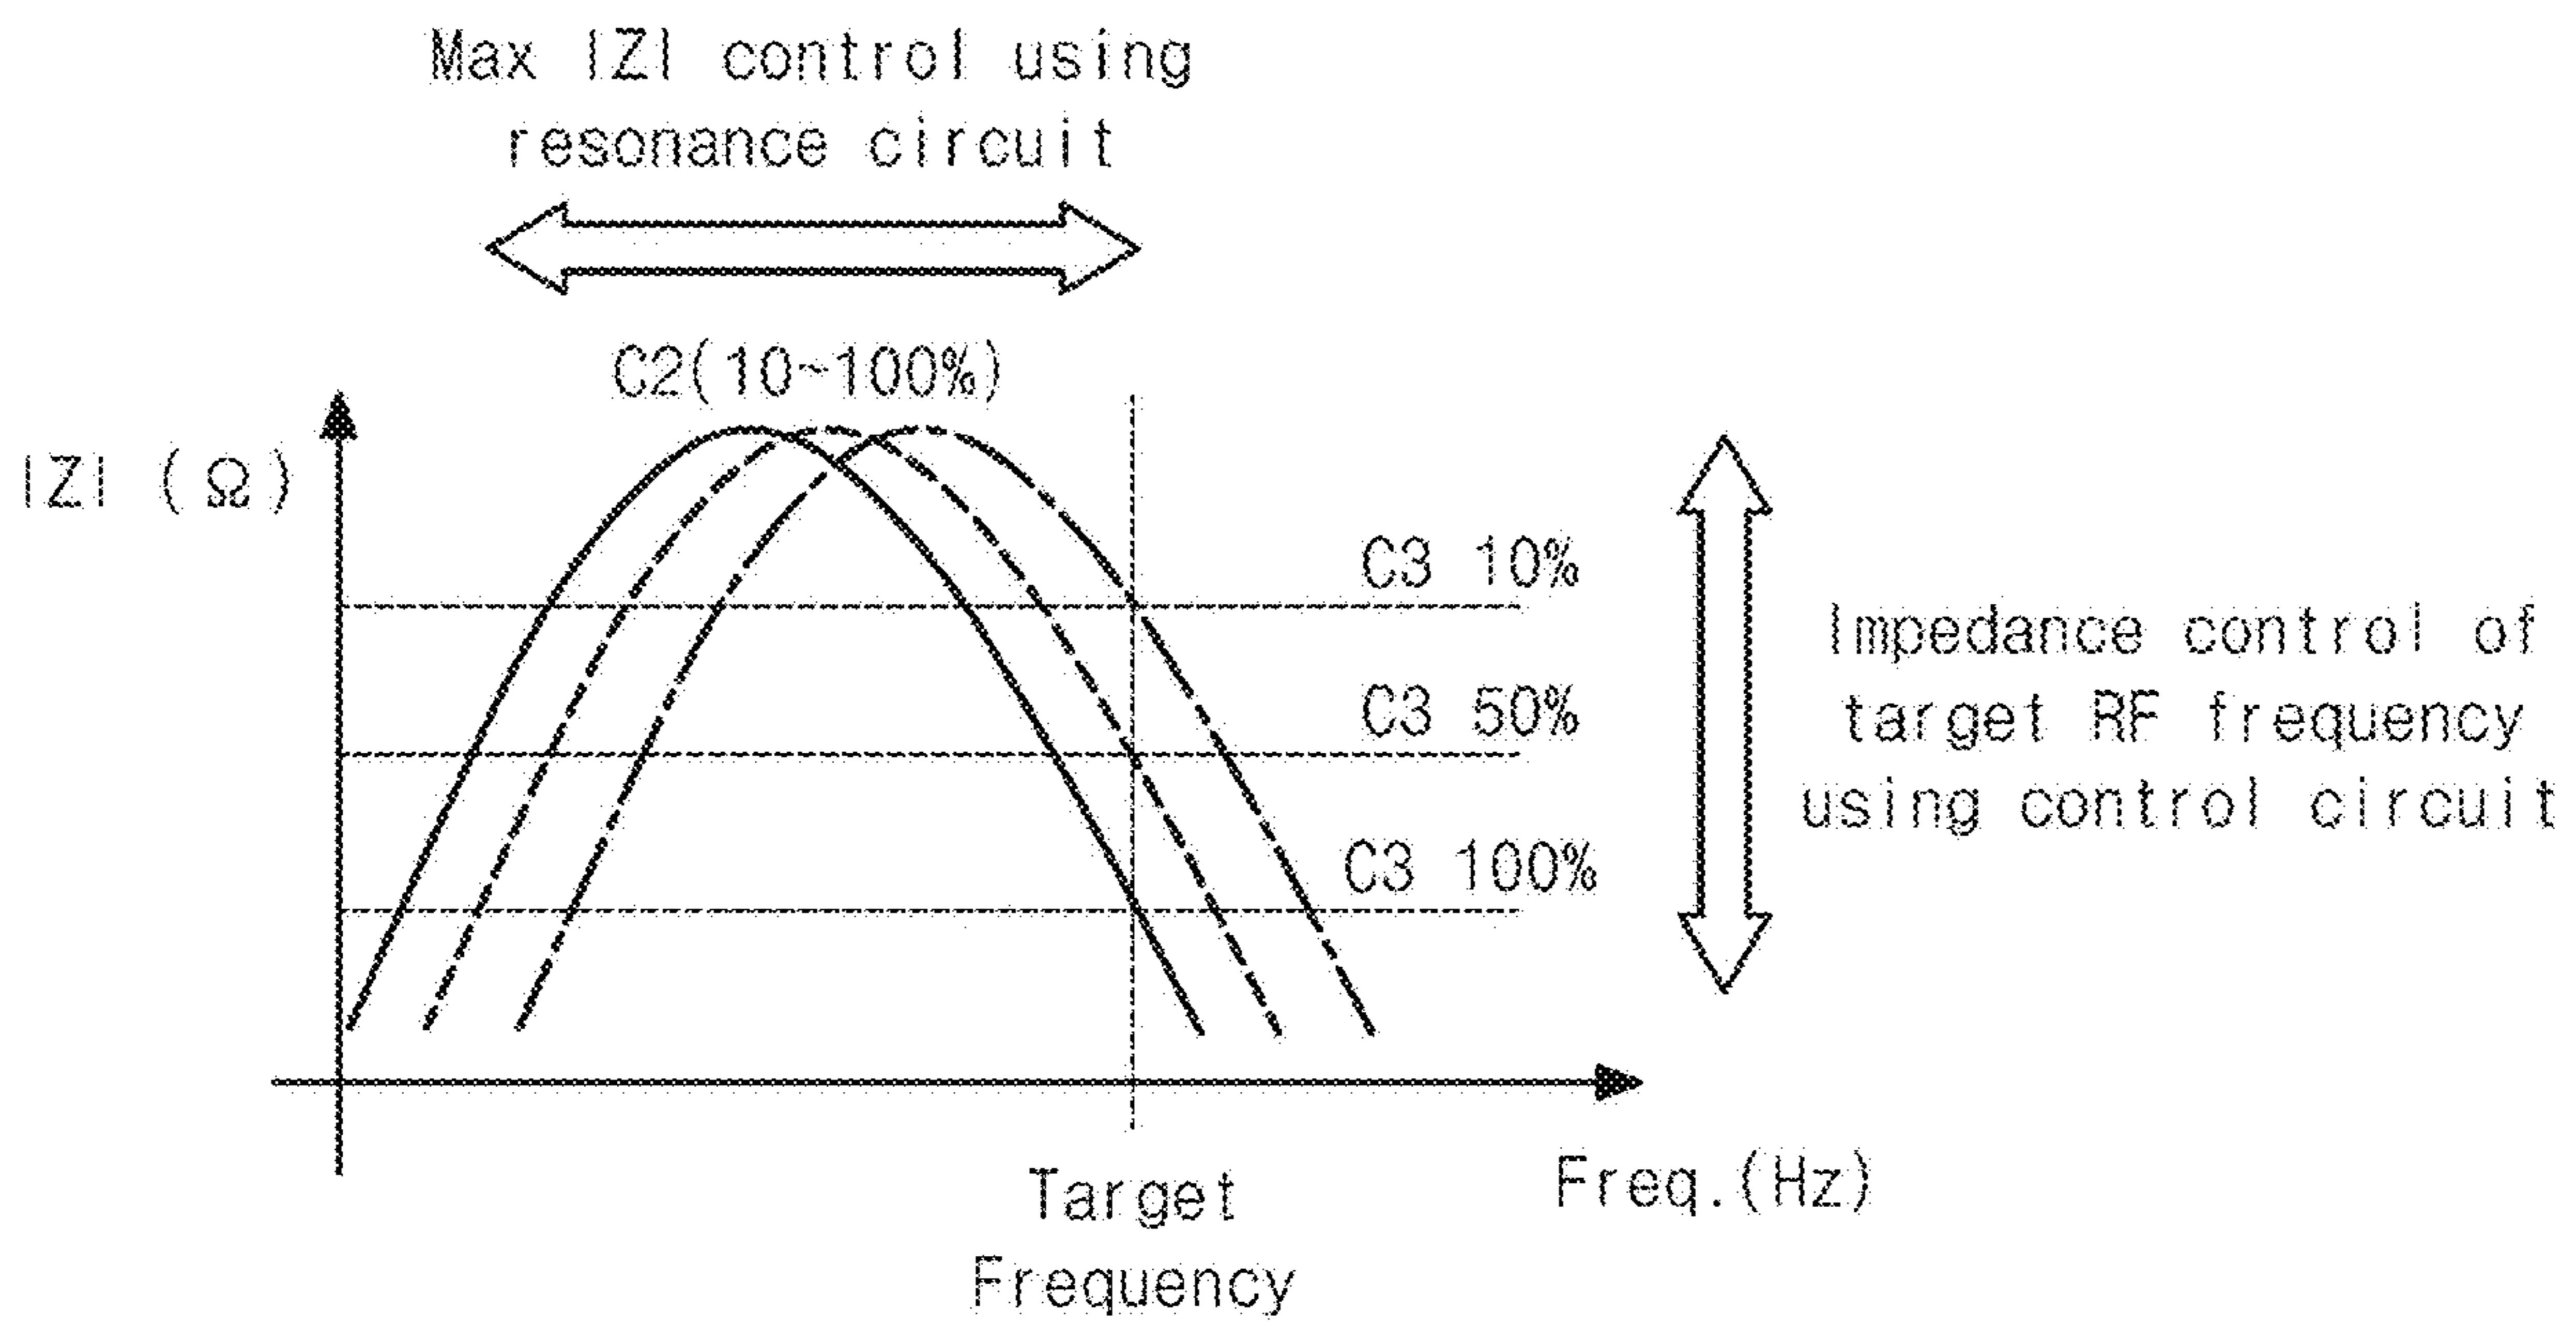 Max |Z| control using
resonance circuit
C2(10~100%)
|Z| (Ω)
C3 10%
C3 50%
C3 100%
Impedance control of
target RF frequency
using control circuit
Target
Frequency
Freq.(Hz)